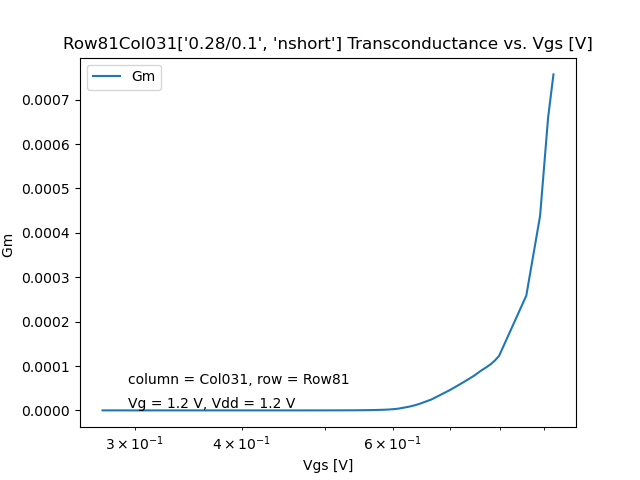 Row81Col031['0.28/0.1', 'nshort'] Transconductance vs. Vgs [V]
Gm
0.0007
0.0006
0.0005
0.0004
0.0003
0.0002
0.0001
0.0000
Gm
column = Col031, row = Row81
Vg = 1.2 V, Vdd = 1.2 V
3 × 10⁻¹
4 × 10⁻¹
6 × 10⁻¹
Vgs [V]